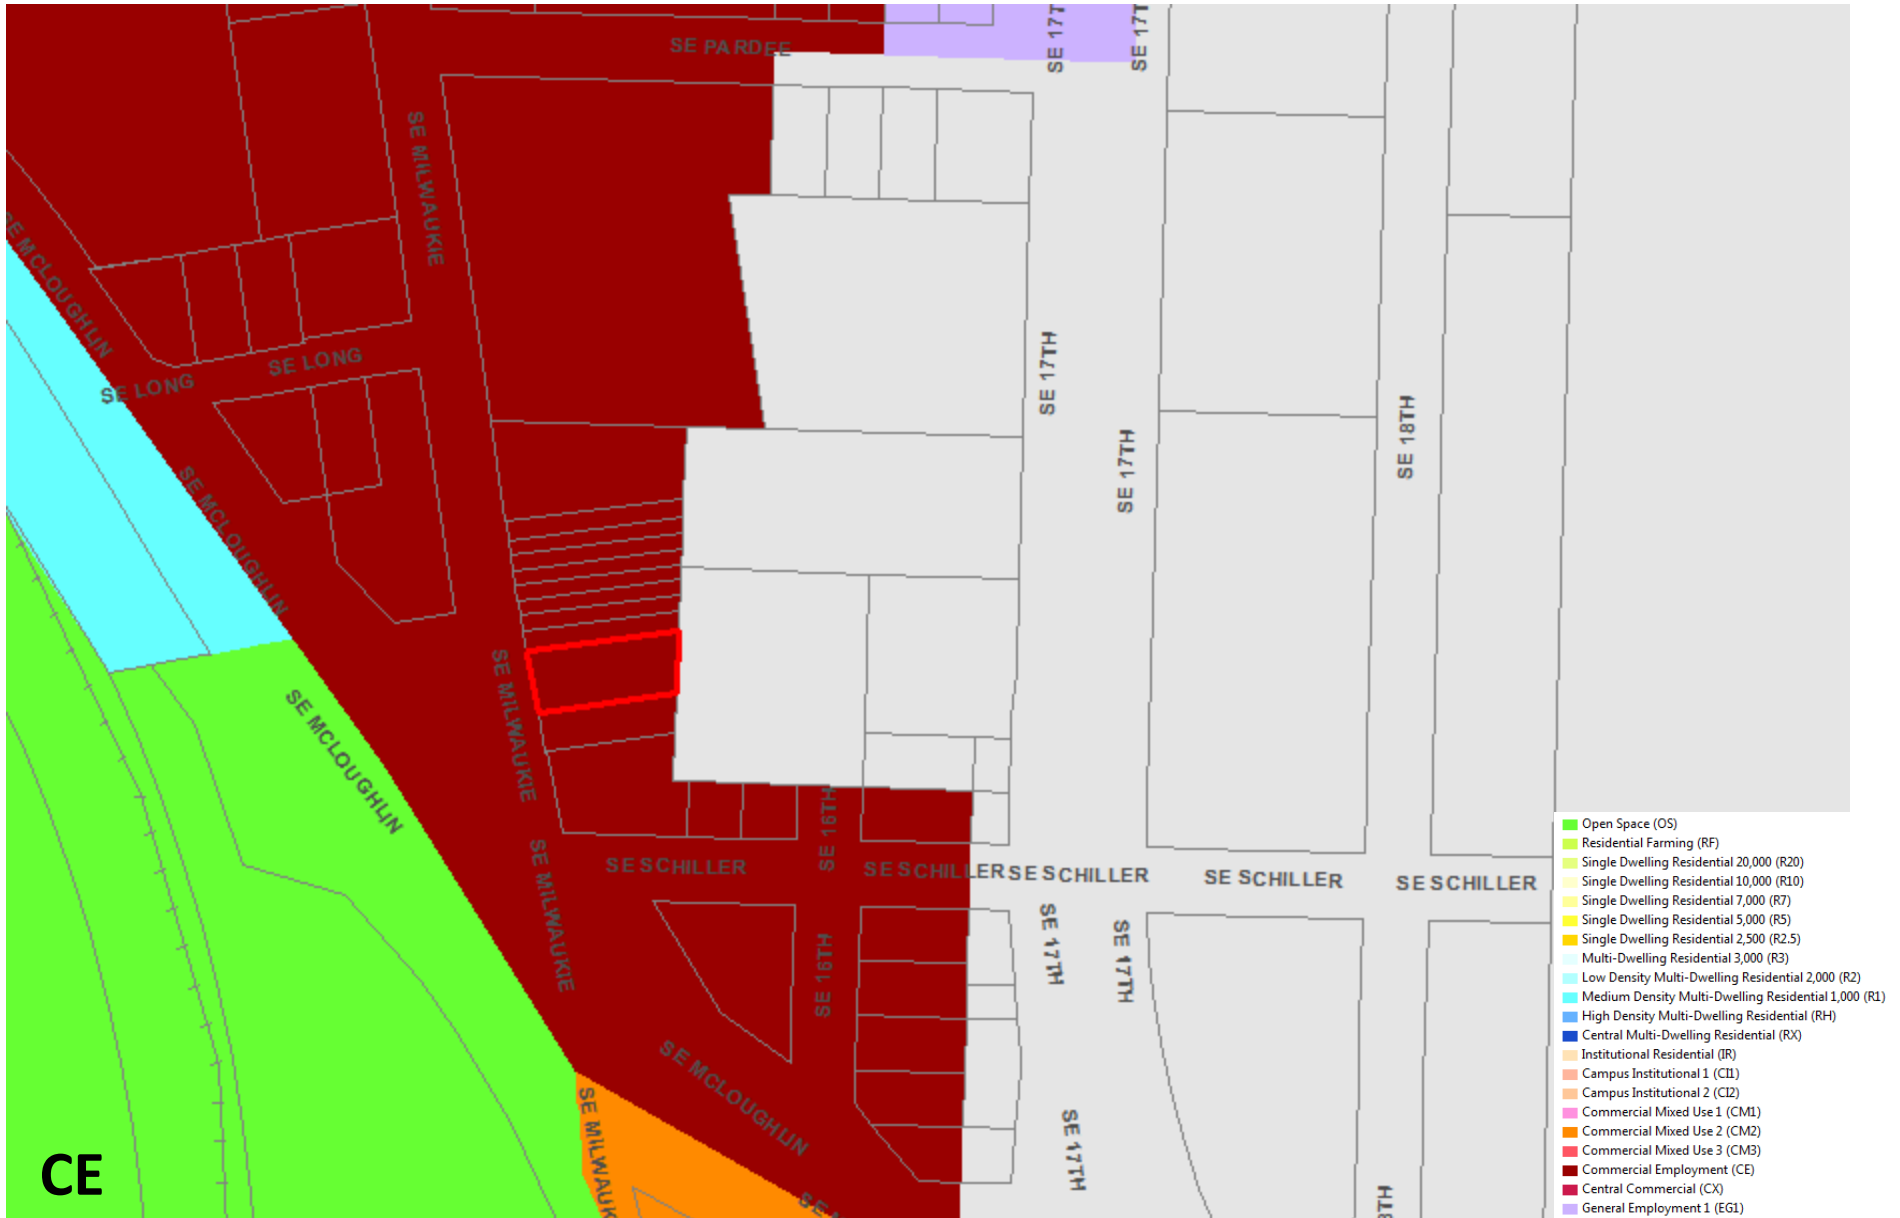 SE PARDEE
SE 17T
SE 17T
SE MILWAUKIE
SE MCLOUGHLIN
SE LONG
SE LONG
SE 17TH
SE 17TH
SE 18TH
SE MCLOUGHLIN
SE MILWAUKIE
SE MCLOUGHLIN
SE 16TH
SE MILWAUKIE
SE SCHILLER
SE SCHILLER
SE SCHILLER
SE SCHILLER
SE SCHILLER
SE 16TH
SE 17TH
SE 17TH
SE MCLOUGHLIN
SE 17TH
SE MILWAUK
SE
8TH
CE
Open Space (OS)
Residential Farming (RF)
Single Dwelling Residential 20,000 (R20)
Single Dwelling Residential 10,000 (R10)
Single Dwelling Residential 7,000 (R7)
Single Dwelling Residential 5,000 (R5)
Single Dwelling Residential 2,500 (R2.5)
Multi-Dwelling Residential 3,000 (R3)
Low Density Multi-Dwelling Residential 2,000 (R2)
Medium Density Multi-Dwelling Residential 1,000 (R1)
High Density Multi-Dwelling Residential (RH)
Central Multi-Dwelling Residential (RX)
Institutional Residential (IR)
Campus Institutional 1 (CI1)
Campus Institutional 2 (CI2)
Commercial Mixed Use 1 (CM1)
Commercial Mixed Use 2 (CM2)
Commercial Mixed Use 3 (CM3)
Commercial Employment (CE)
Central Commercial (CX)
General Employment 1 (EG1)